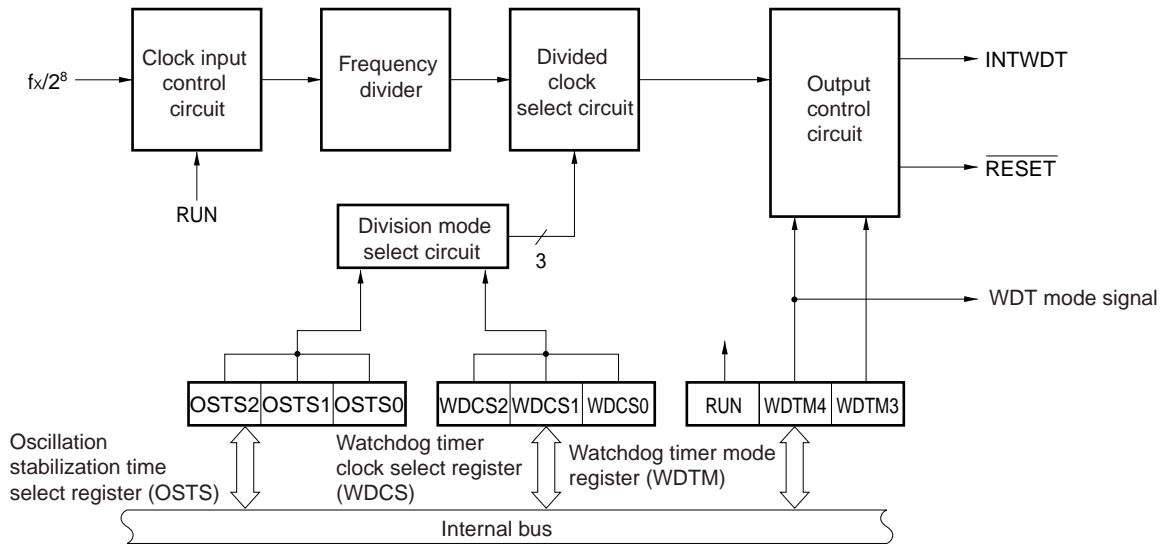 Clock input
control
circuit
Frequency
divider
Divided
clock
select circuit
Output
control
circuit
fx/2⁸
INTWDT
RESET
RUN
Division mode
select circuit
3
WDT mode signal
OSTS2 OSTS1 OSTS0
WDCS2 WDCS1 WDCS0
RUN WDTM4 WDTM3
Oscillation
stabilization time
select register (OSTS)
Watchdog timer
clock select register
(WDCS)
Watchdog timer mode
register (WDTM)
Internal bus